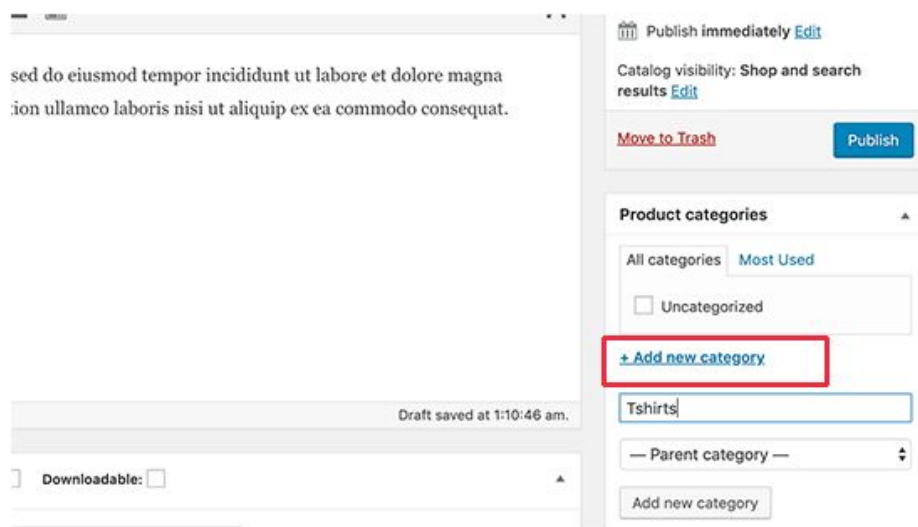 sed do eiusmod tempor incididunt ut labore et dolore magna
tion ullamco laboris nisi ut aliquip ex ea commodo consequat.
Draft saved at 1:10:46 am.
Downloadable:
Publish immediately Edit
Catalog visibility: Shop and search
results Edit
Move to Trash
Publish
Product categories
All categories Most Used
Uncategorized
+ Add new category
Tshirts
— Parent category —
Add new category